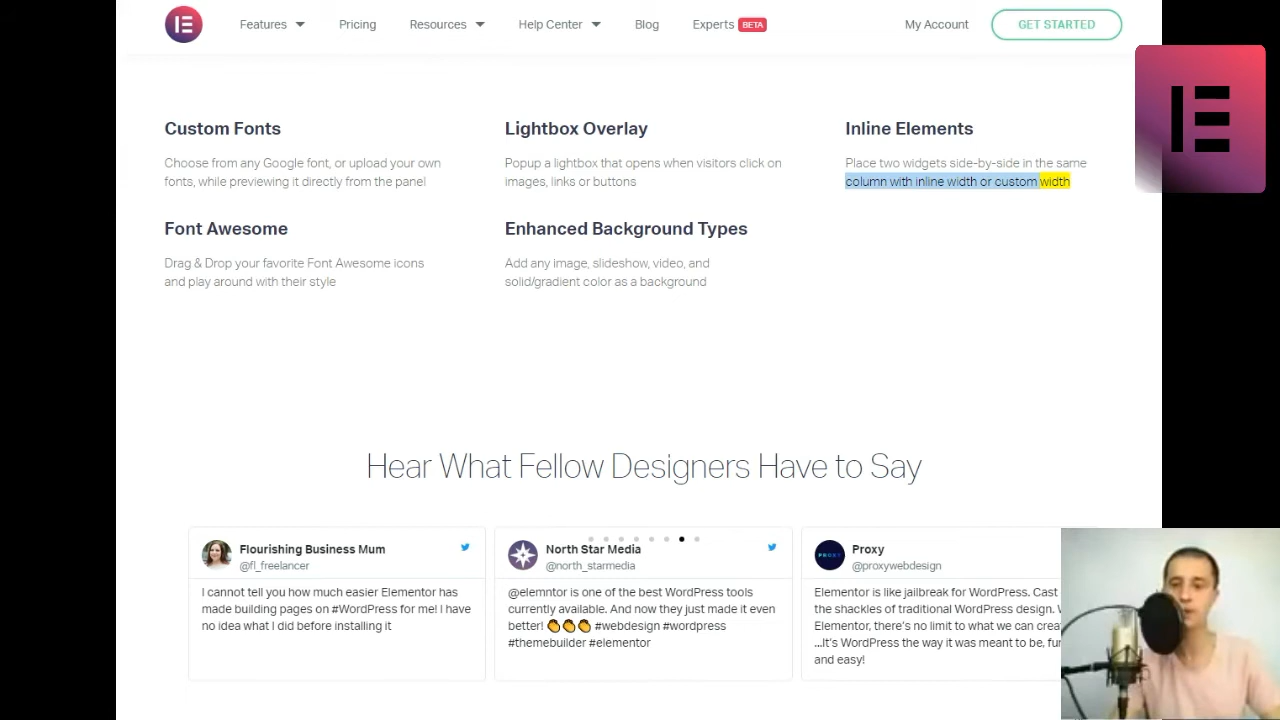 Features
Pricing
Resources
Help Center
Blog
Experts BETA
My Account
GET STARTED
Custom Fonts
Choose from any Google font, or upload your own
fonts, while previewing it directly from the panel
Lightbox Overlay
Popup a lightbox that opens when visitors click on
images, links or buttons
Inline Elements
Place two widgets side-by-side in the same
column with inline width or custom width
Font Awesome
Drag & Drop your favorite Font Awesome icons
and play around with their style
Enhanced Background Types
Add any image, slideshow, video, and
solid/gradient color as a background
Hear What Fellow Designers Have to Say
Flourishing Business Mum
@fl_freelancer
I cannot tell you how much easier Elementor has
made building pages on #WordPress for me! I have
no idea what I did before installing it
North Star Media
@north_starmedia
@elemntor is one of the best WordPress tools
currently available. And now they just made it even
better! 👏👏👏 #webdesign #wordpress
#themebuilder #elementor
PROXY
Proxy
@proxywebdesign
Elementor is like jailbreak for WordPress. Cast
the shackles of traditional WordPress design.
Elementor, there's no limit to what we can
...It's WordPress the way it was meant to be,
and easy!